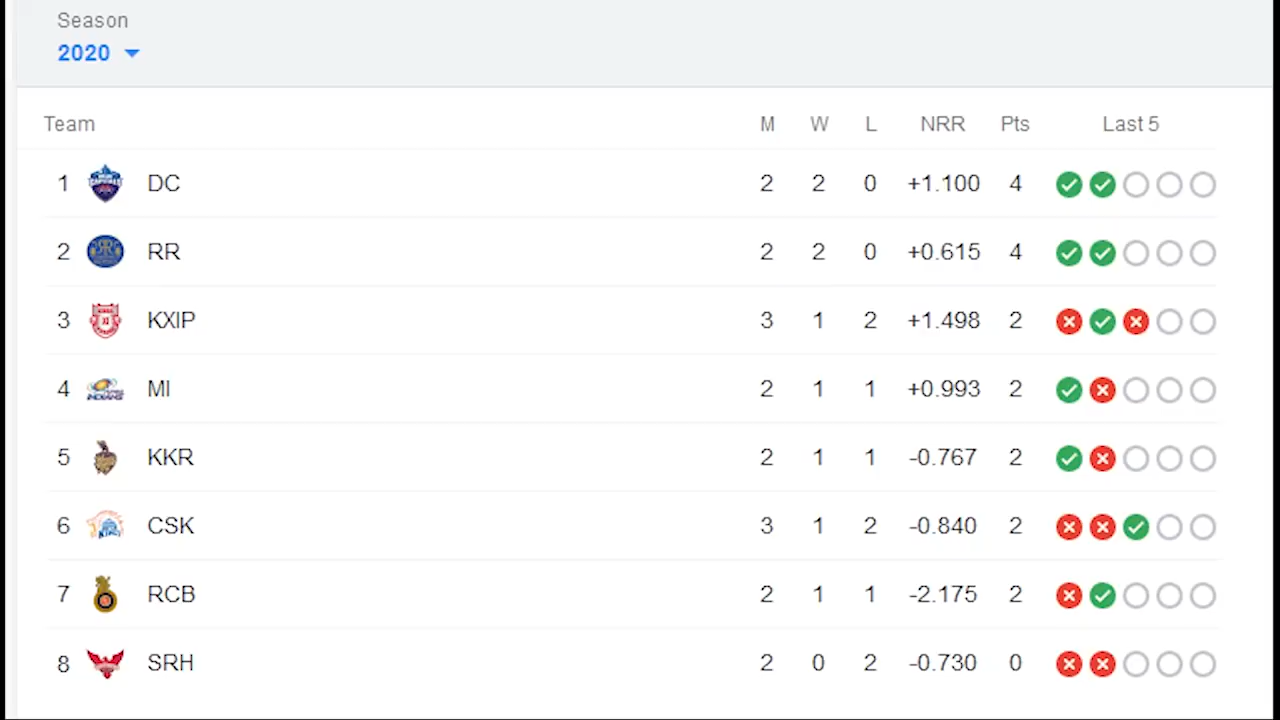 Season
2020
Team M W L NRR Pts Last 5
1 DC 2 2 0 +1.100 4
2 RR 2 2 0 +0.615 4
3 KXIP 3 1 2 +1.498 2
4 MI 2 1 1 +0.993 2
5 KKR 2 1 1 -0.767 2
6 CSK 3 1 2 -0.840 2
7 RCB 2 1 1 -2.175 2
8 SRH 2 0 2 -0.730 0